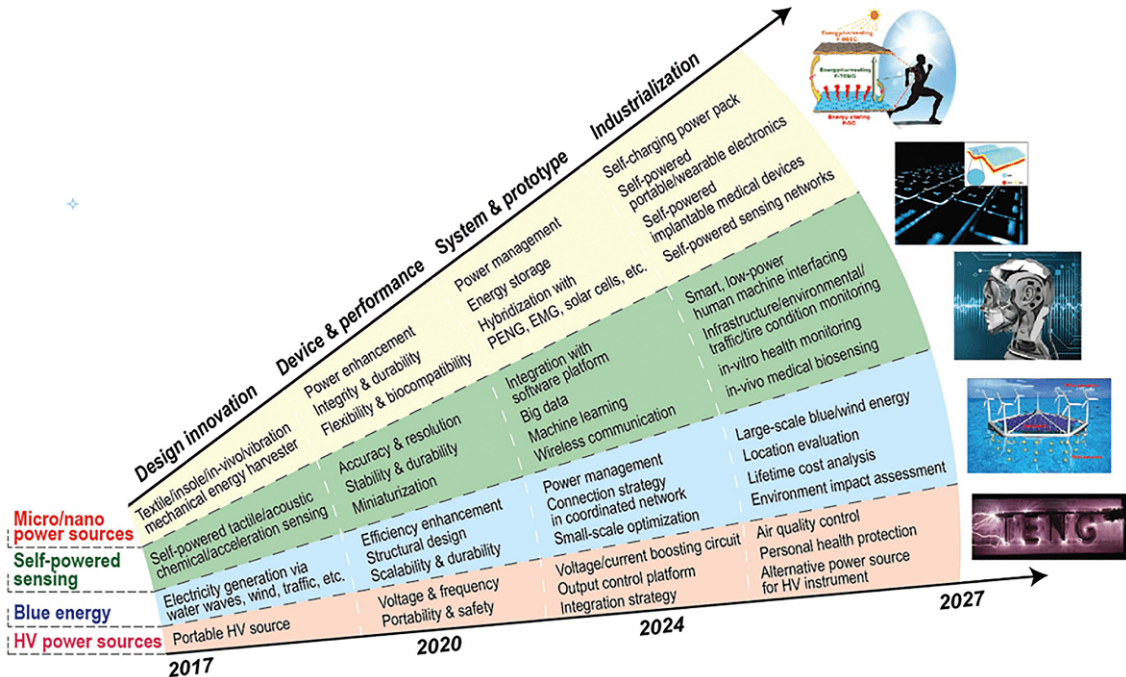 Design innovation
Device & performance
System & prototype
Industrialization
Micro/nano
power sources
Textile/insole/in-vivo/vibration
mechanical energy harvester
Power enhancement
Integrity & durability
Flexibility & biocompatibility
Power management
Energy storage
Hybridization with
PENG, EMG, solar cells, etc.
Self-charging power pack
Self-powered
portable/wearable electronics
Self-powered
implantable medical devices
Self-powered sensing networks
Self-powered
sensing
Self-powered tactile/acoustic
chemical/acceleration sensing
Accuracy & resolution
Stability & durability
Miniaturization
Integration with
software platform
Big data
Machine learning
Wireless communication
Smart, low-power
human machine interfacing
Infrastructure/environmental/
traffic/tire condition monitoring
in-vitro health monitoring
in-vivo medical biosensing
Blue energy
Electricity generation via
water waves, wind, traffic, etc.
Efficiency enhancement
Structural design
Scalability & durability
Power management
Connection strategy
in coordinated network
Small-scale optimization
Large-scale blue/wind energy
Location evaluation
Lifetime cost analysis
Environment impact assessment
HV power sources
Portable HV source
Voltage & frequency
Portability & safety
Voltage/current boosting circuit
Output control platform
Integration strategy
Air quality control
Personal health protection
Alternative power source
for HV instrument
2017
2020
2024
2027
Energy harvesting
Energy harvesting
F-TENG
Energy storing
TENG